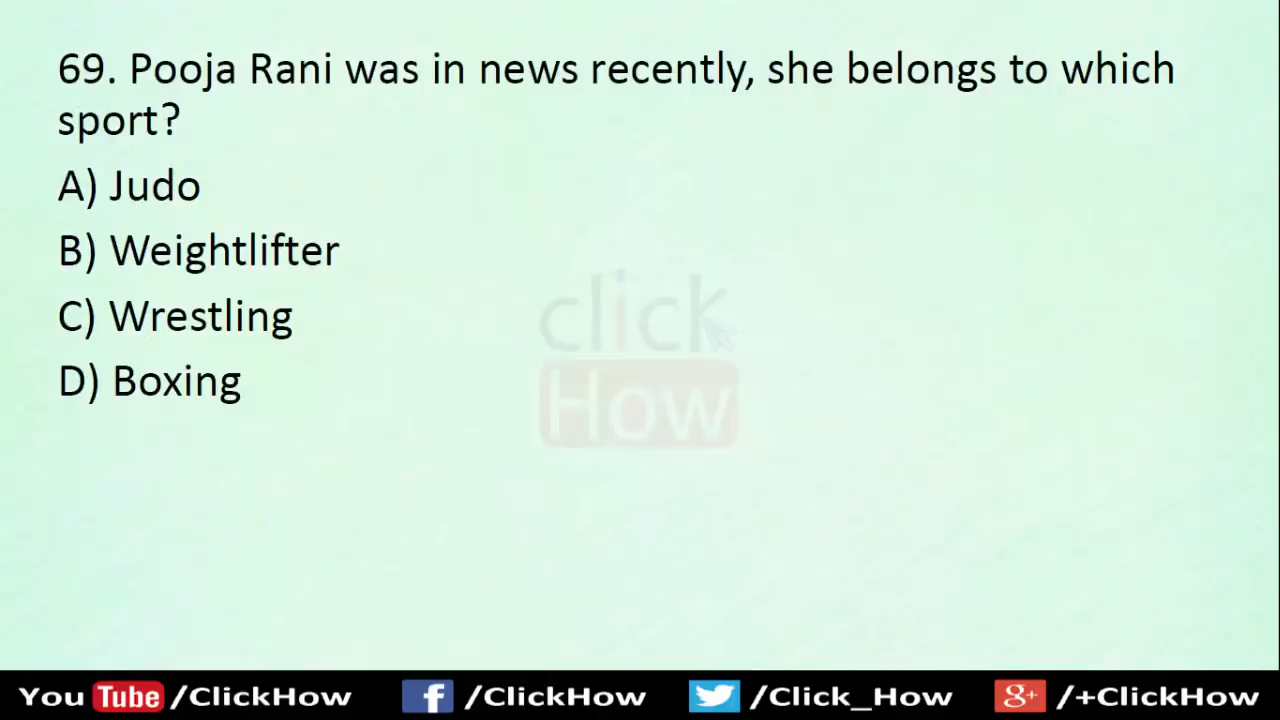 69. Pooja Rani was in news recently, she belongs to which
sport?
A) Judo
B) Weightlifter
C) Wrestling
D) Boxing
click
How
You Tube /ClickHow f /ClickHow /Click_How g+ /+ClickHow